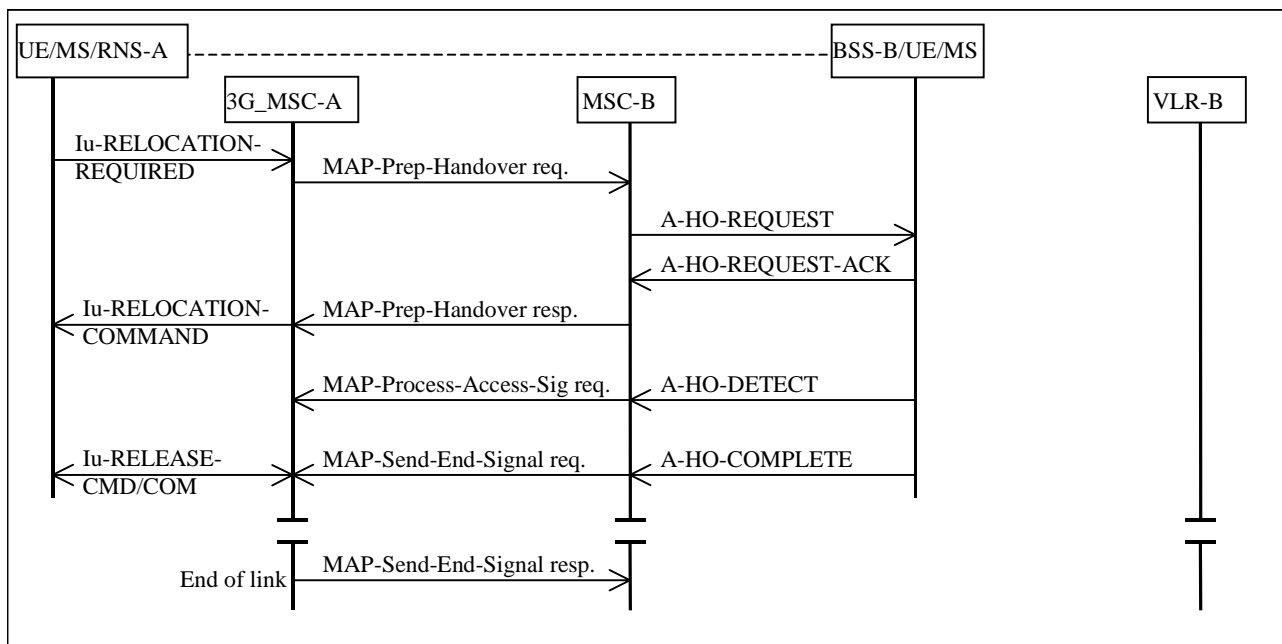 UE/MS/RNS-A
BSS-B/UE/MS
3G_MSC-A
MSC-B
VLR-B
Iu-RELOCATION-
REQUIRED
MAP-Prep-Handover req.
A-HO-REQUEST
A-HO-REQUEST-ACK
Iu-RELOCATION-
COMMAND
MAP-Prep-Handover resp.
MAP-Process-Access-Sig req.
A-HO-DETECT
Iu-RELEASE-
CMD/COM
MAP-Send-End-Signal req.
A-HO-COMPLETE
End of link
MAP-Send-End-Signal resp.